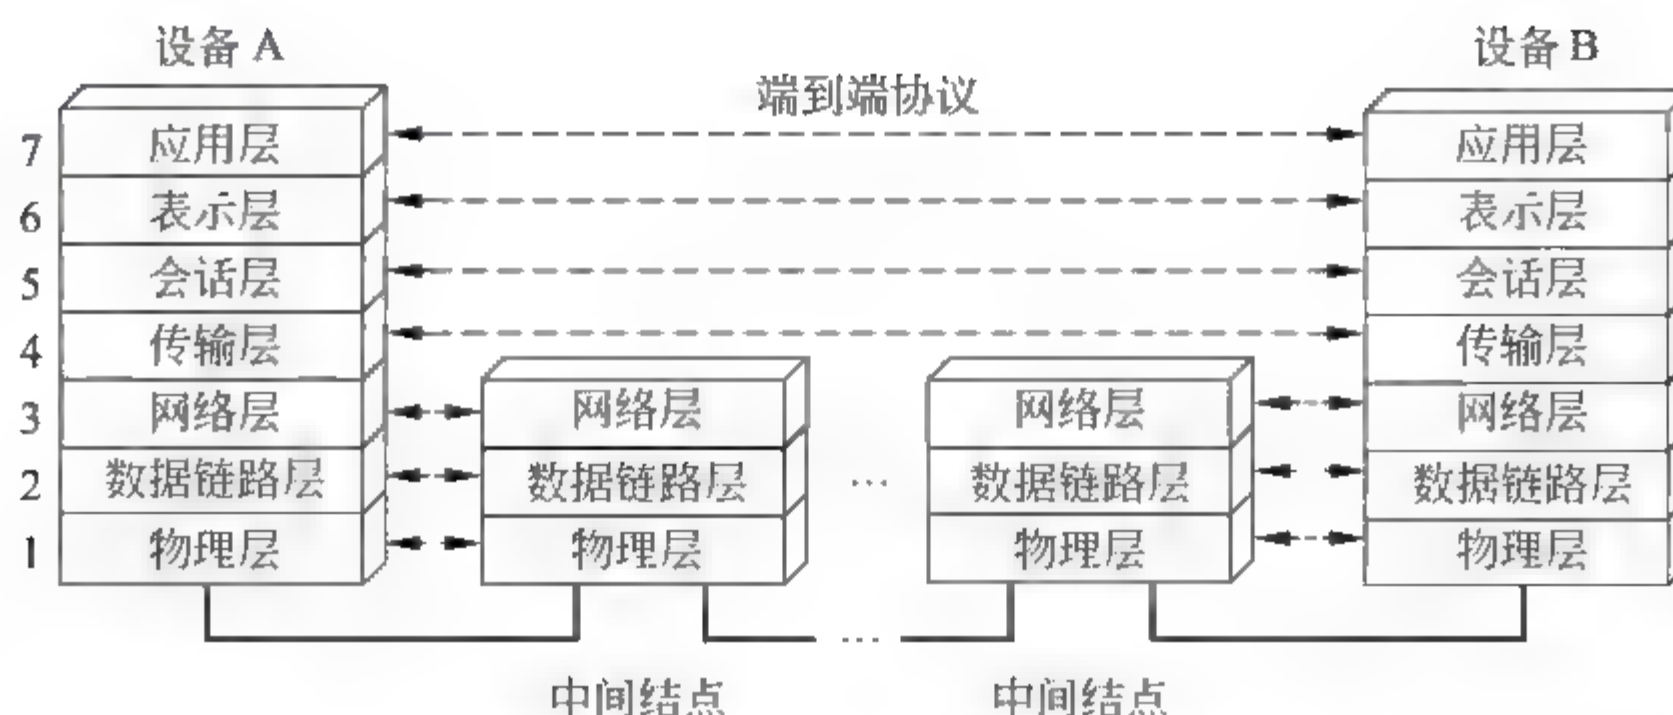 设备 A 设备 B
端到端协议
7 应用层 应用层
6 表示层 表示层
5 会话层 会话层
4 传输层 传输层
3 网络层 网络层 网络层 网络层
2 数据链路层 数据链路层 … 数据链路层 数据链路层
1 物理层 物理层 物理层 物理层
…
中间结点 中间结点